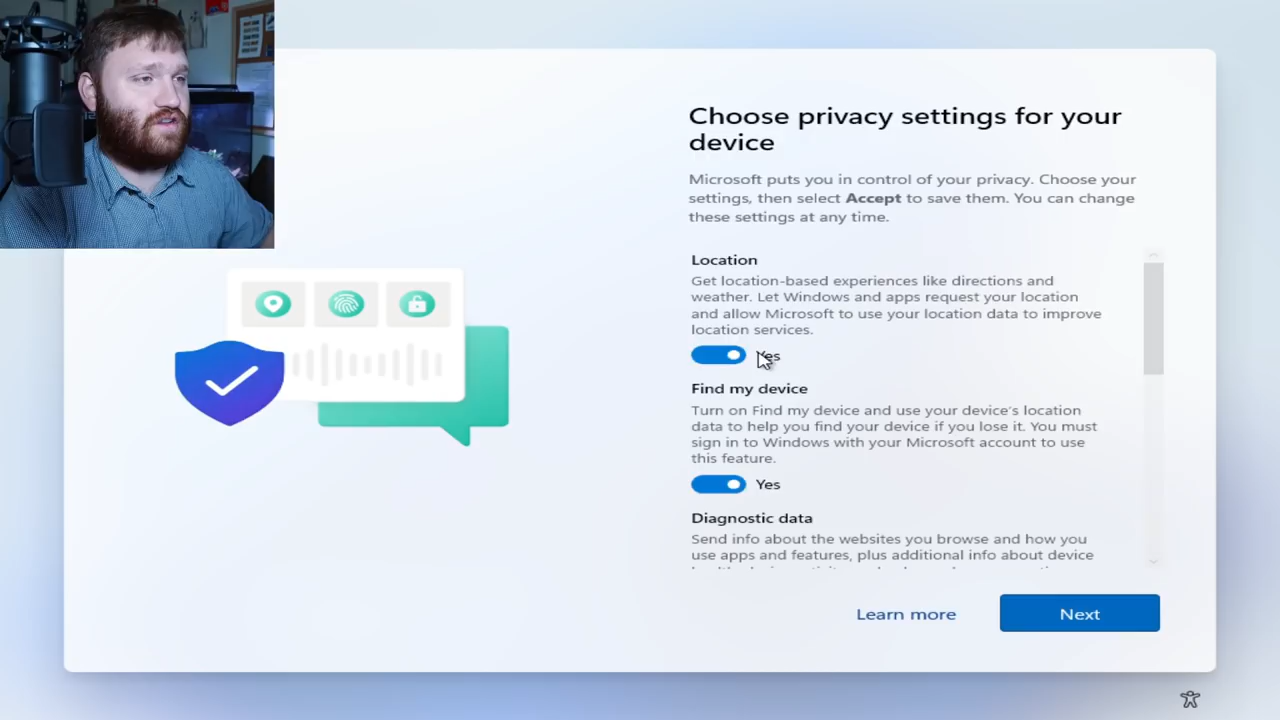 Choose privacy settings for your
device
Microsoft puts you in control of your privacy. Choose your
settings, then select Accept to save them. You can change
these settings at any time.
Location
Get location-based experiences like directions and
weather. Let Windows and apps request your location
and allow Microsoft to use your location data to improve
location services.
Yes
Find my device
Turn on Find my device and use your device's location
data to help you find your device if you lose it. You must
sign in to Windows with your Microsoft account to use
this feature.
Yes
Diagnostic data
Send info about the websites you browse and how you
use apps and features, plus additional info about device
Learn more
Next